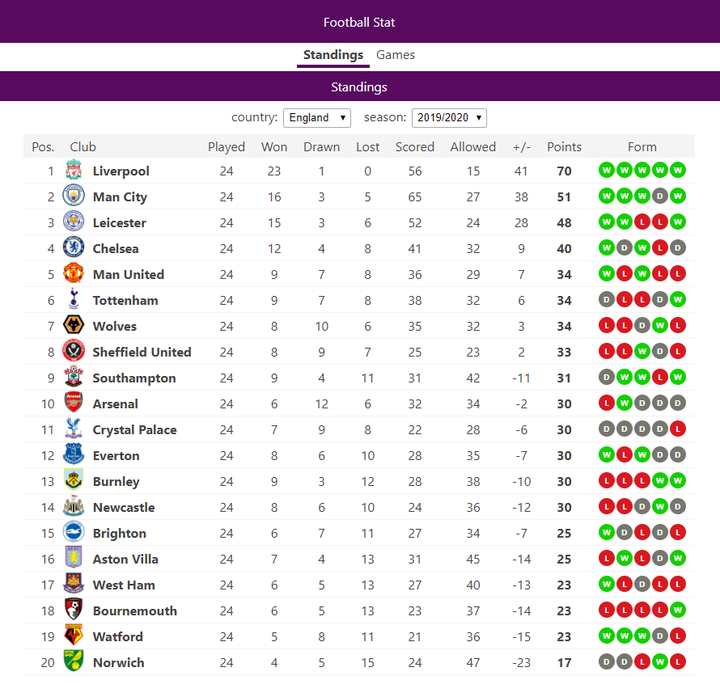 Football Stat
Standings Games
Standings
country: England ▼ season: 2019/2020 ▼
Pos. Club Played Won Drawn Lost Scored Allowed +/- Points Form
1 Liverpool 24 23 1 0 56 15 41 70 W W W W W
2 Man City 24 16 3 5 65 27 38 51 W W W D W
3 Leicester 24 15 3 6 52 24 28 48 W W L L W
4 Chelsea 24 12 4 8 41 32 9 40 W D W L D
5 Man United 24 9 7 8 36 29 7 34 W L W L L
6 Tottenham 24 9 7 8 38 32 6 34 D L L D W
7 Wolves 24 8 10 6 35 32 3 34 L L D W L
8 Sheffield United 24 8 9 7 25 23 2 33 L L W D L
9 Southampton 24 9 4 11 31 42 -11 31 D W W L W
10 Arsenal 24 6 12 6 32 34 -2 30 L W D D D
11 Crystal Palace 24 7 9 8 22 28 -6 30 D D D D L
12 Everton 24 8 6 10 28 35 -7 30 W L W D D
13 Burnley 24 9 3 12 28 38 -10 30 L L L W W
14 Newcastle 24 8 6 10 24 36 -12 30 L L D W D
15 Brighton 24 6 7 11 27 34 -7 25 W D L D L
16 Aston Villa 24 7 4 13 31 45 -14 25 L W L D W
17 West Ham 24 6 5 13 27 40 -13 23 W L D L L
18 Bournemouth 24 6 5 13 23 37 -14 23 L L L L W
19 Watford 24 5 8 11 21 36 -15 23 W W W D L
20 Norwich 24 4 5 15 24 47 -23 17 D D L W L